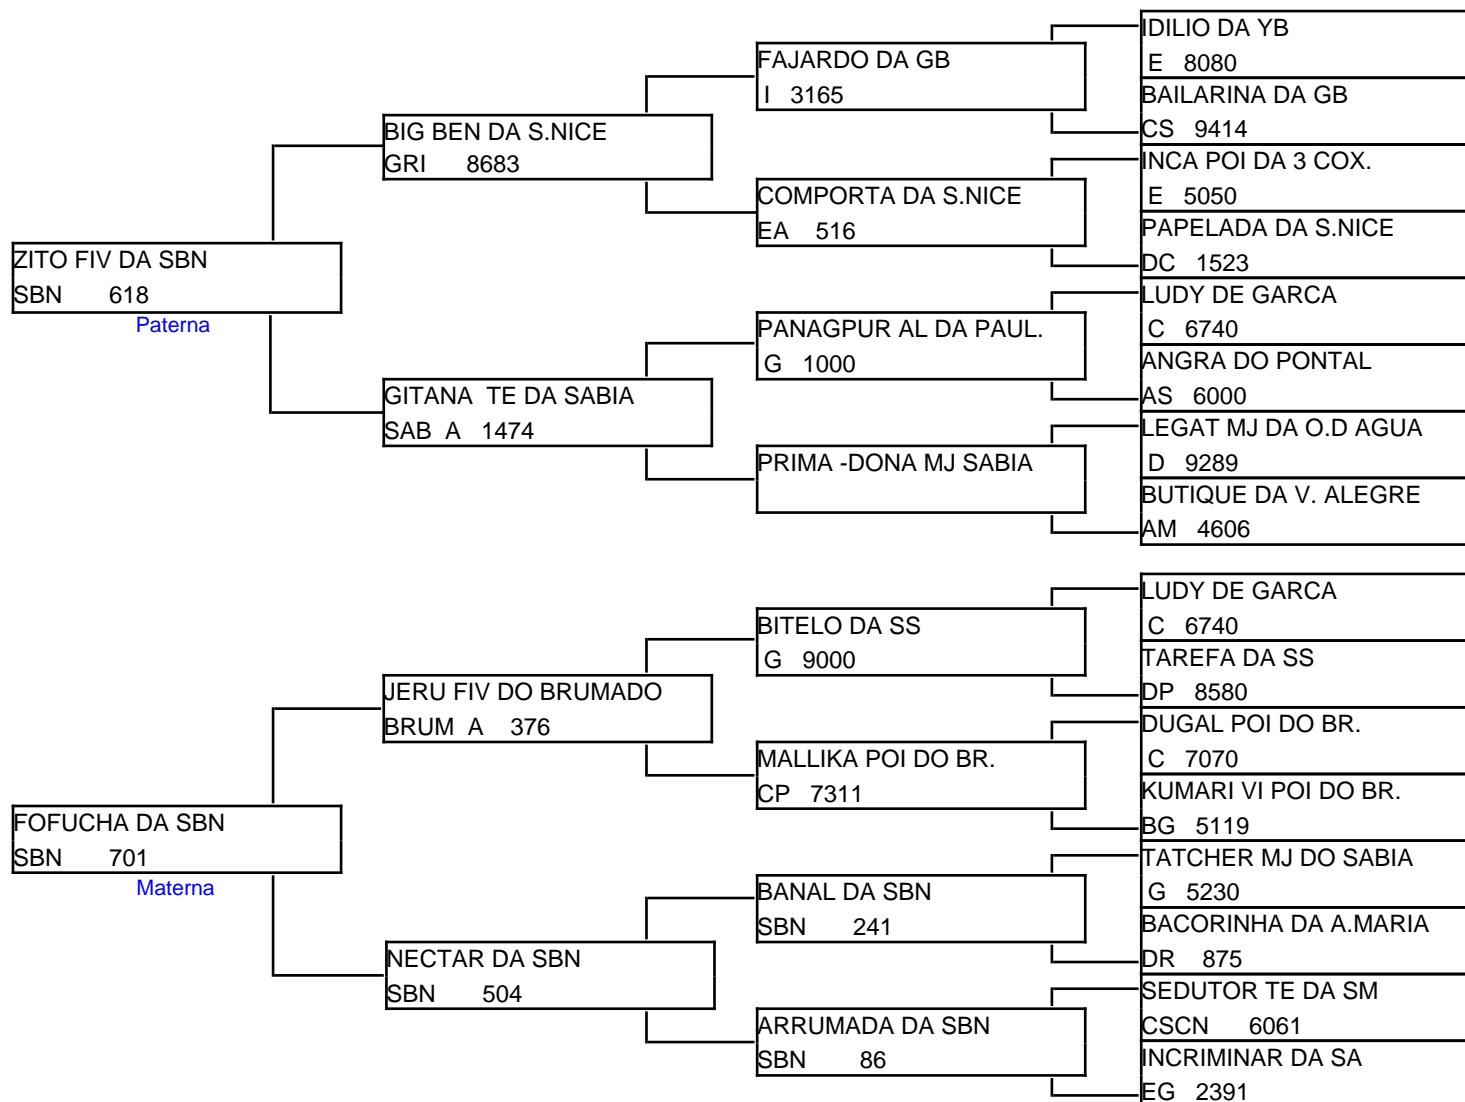 IDILIO DA YB
E 8080
FAJARDO DA GB
I 3165
BAILARINA DA GB
CS 9414
BIG BEN DA S.NICE
GRI 8683
INCA POI DA 3 COX.
E 5050
COMPORTA DA S.NICE
EA 516
PAPELADA DA S.NICE
DC 1523
ZITO FIV DA SBN
SBN 618
Paterna
LUDY DE GARCA
C 6740
PANAGPUR AL DA PAUL.
G 1000
ANGRA DO PONTAL
AS 6000
GITANA TE DA SABIA
SAB A 1474
LEGAT MJ DA O.D AGUA
D 9289
PRIMA -DONA MJ SABIA
BUTIQUE DA V. ALEGRE
AM 4606
LUDY DE GARCA
C 6740
BITELO DA SS
G 9000
TAREFA DA SS
DP 8580
JERU FIV DO BRUMADO
BRUM A 376
DUGAL POI DO BR.
C 7070
MALLIKA POI DO BR.
CP 7311
KUMARI VI POI DO BR.
BG 5119
FOFUCHA DA SBN
SBN 701
Materna
TATCHER MJ DO SABIA
G 5230
BANAL DA SBN
SBN 241
BACORINHA DA A.MARIA
DR 875
NECTAR DA SBN
SBN 504
SEDUTOR TE DA SM
CSCN 6061
ARRUMADA DA SBN
SBN 86
INCRIMINAR DA SA
EG 2391